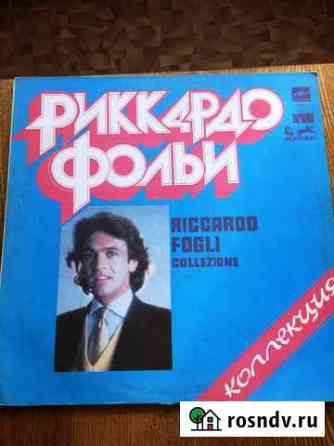 РИККАРДО
ФОЛЬИ
RICCARDO
FOGLI
COLLEZIONE
КОЛЛЕКЦИЯ
rosndv.ru